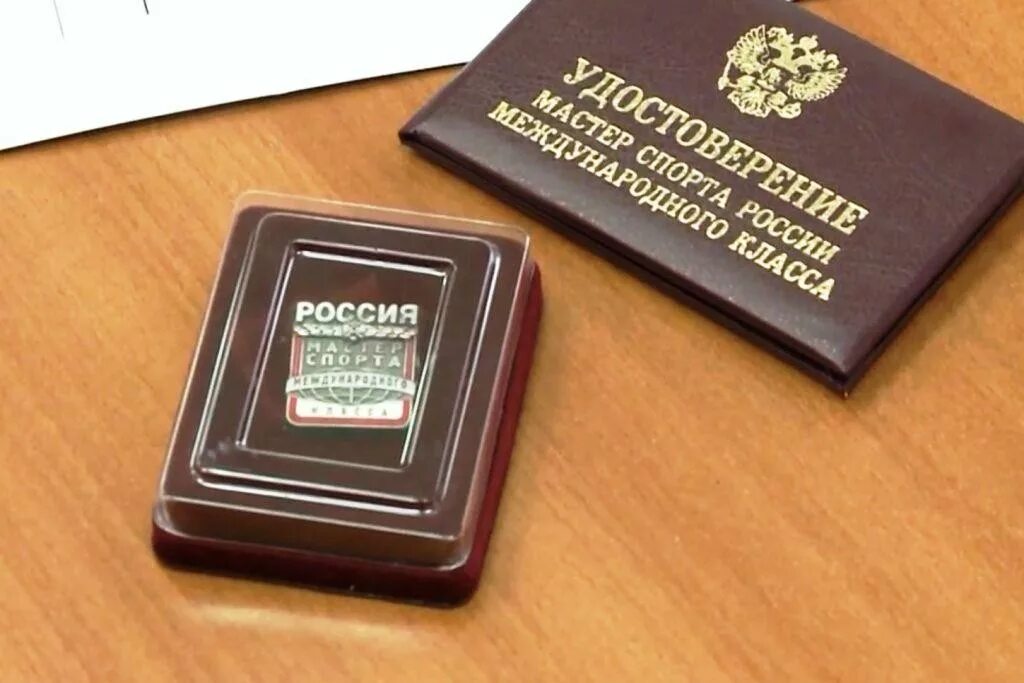 УДОСТОВЕРЕНИЕ
МАСТЕР СПОРТА РОССИИ
МЕЖДУНАРОДНОГО КЛАССА
РОССИЯ
МАСТЕР
СПОРТА
МЕЖДУНАРОДНОГО
КЛАССА